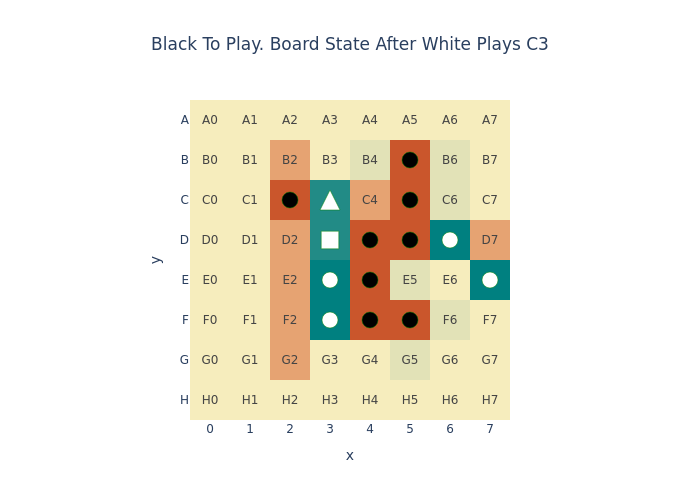 Black To Play. Board State After White Plays C3
A A0 A1 A2 A3 A4 A5 A6 A7
B B0 B1 B2 B3 B4 B6 B7
C C0 C1 C4 C6 C7
D D0 D1 D2 D7
y
E E0 E1 E2 E5 E6
F F0 F1 F2 F6 F7
G G0 G1 G2 G3 G4 G5 G6 G7
H H0 H1 H2 H3 H4 H5 H6 H7
0 1 2 3 4 5 6 7
x